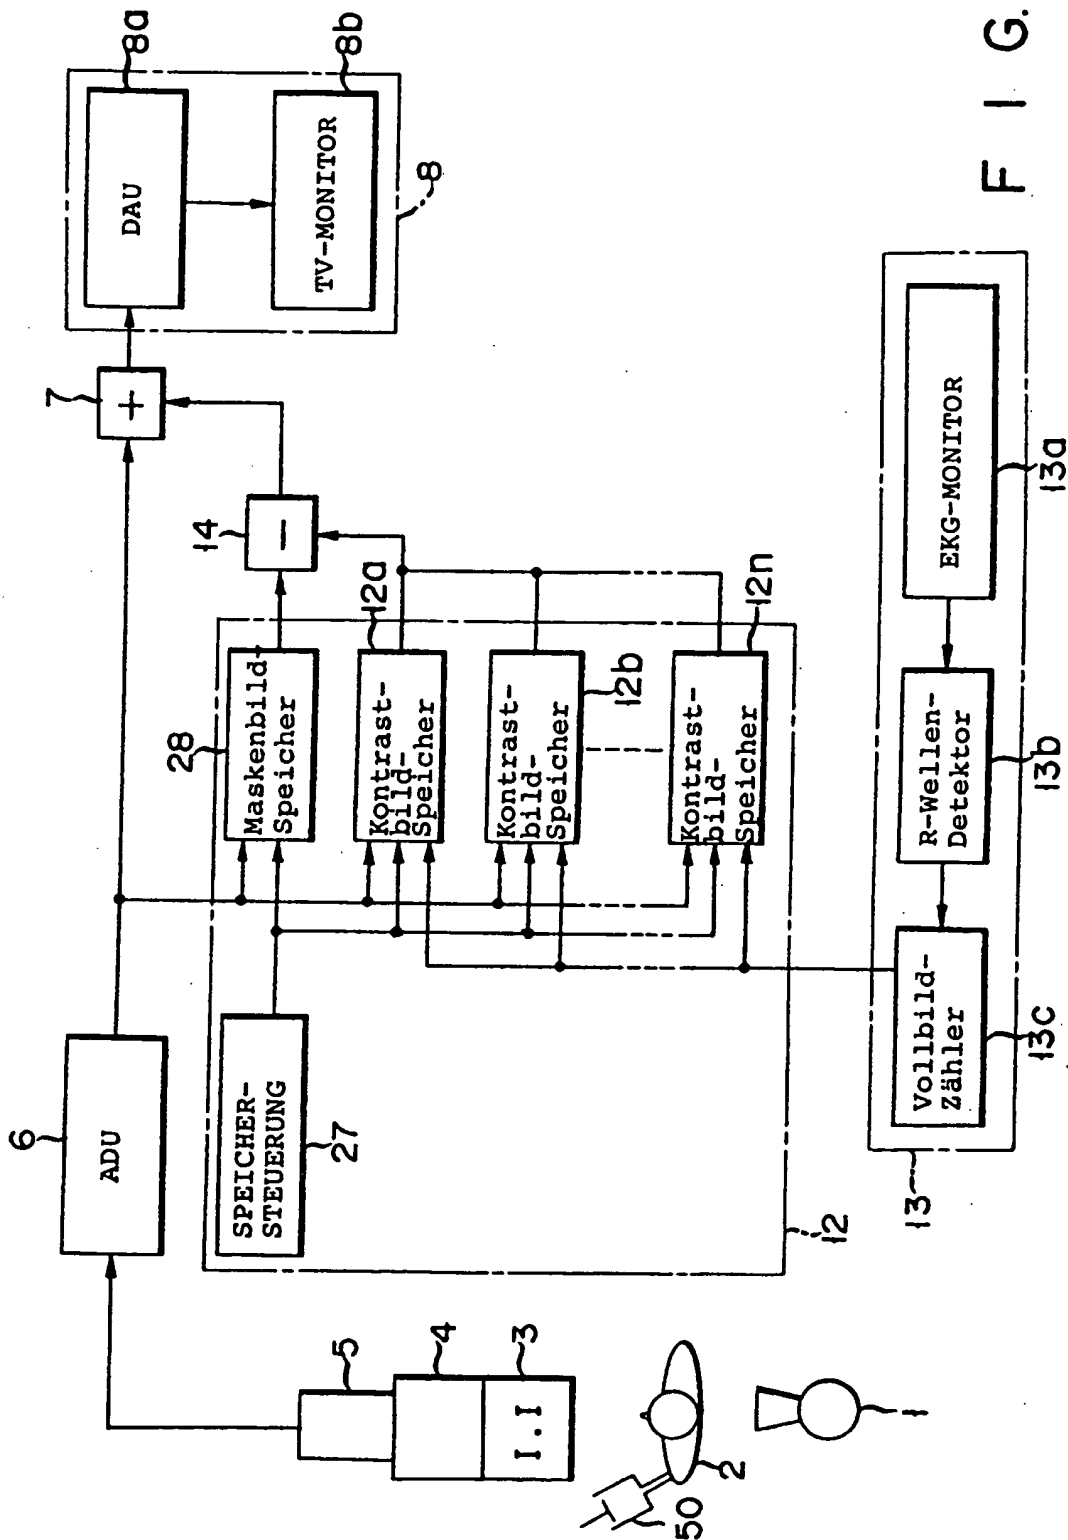 8a
DAU
8b
TV-MONITOR
8
7
+
14
−
6
ADU
28
Maskenbild-
Speicher
12a
Kontrast-
bild-
Speicher
12b
Kontrast-
bild-
Speicher
12n
Kontrast-
bild-
Speicher
SPEICHER-
STEUERUNG
27
12
5
4
3
I.I
2
50
1
EKG-MONITOR
13a
R-Wellen-
Detektor
13b
Vollbild-
Zähler
13c
13
FIG.